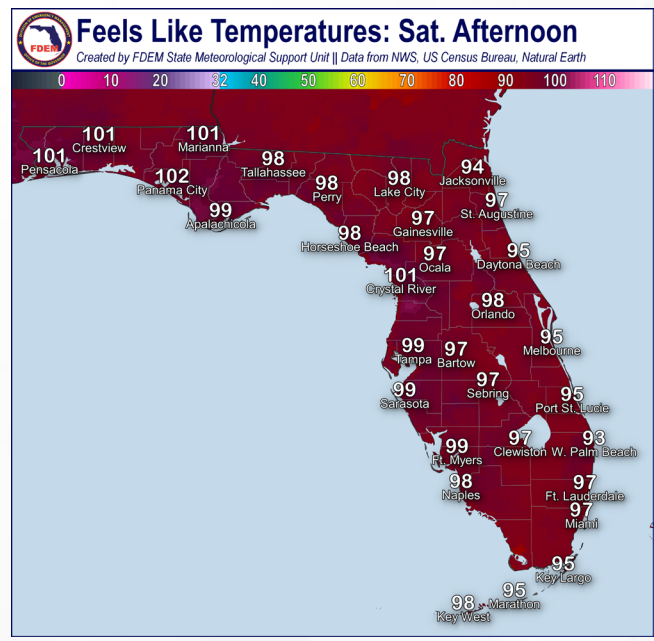 Feels Like Temperatures: Sat. Afternoon
Created by FDEM State Meteorological Support Unit || Data from NWS, US Census Bureau, Natural Earth
FDEM
0 10 20 32 40 50 60 70 80 90 100 110
101
Crestview
101
Marianna
101
Pensacola
102
Panama City
98
Tallahassee
98
Perry
98
Lake City
94
Jacksonville
99
Apalachicola
97
St. Augustine
97
Gainesville
98
Horseshoe Beach
97
Ocala
95
Daytona Beach
101
Crystal River
98
Orlando
95
Melbourne
99
Tampa
97
Bartow
99
Sarasota
97
Sebring
95
Port St. Lucie
99
Ft. Myers
97
Clewiston
93
W. Palm Beach
98
Naples
97
Ft. Lauderdale
97
Miami
95
Key Largo
95
Marathon
98
Key West